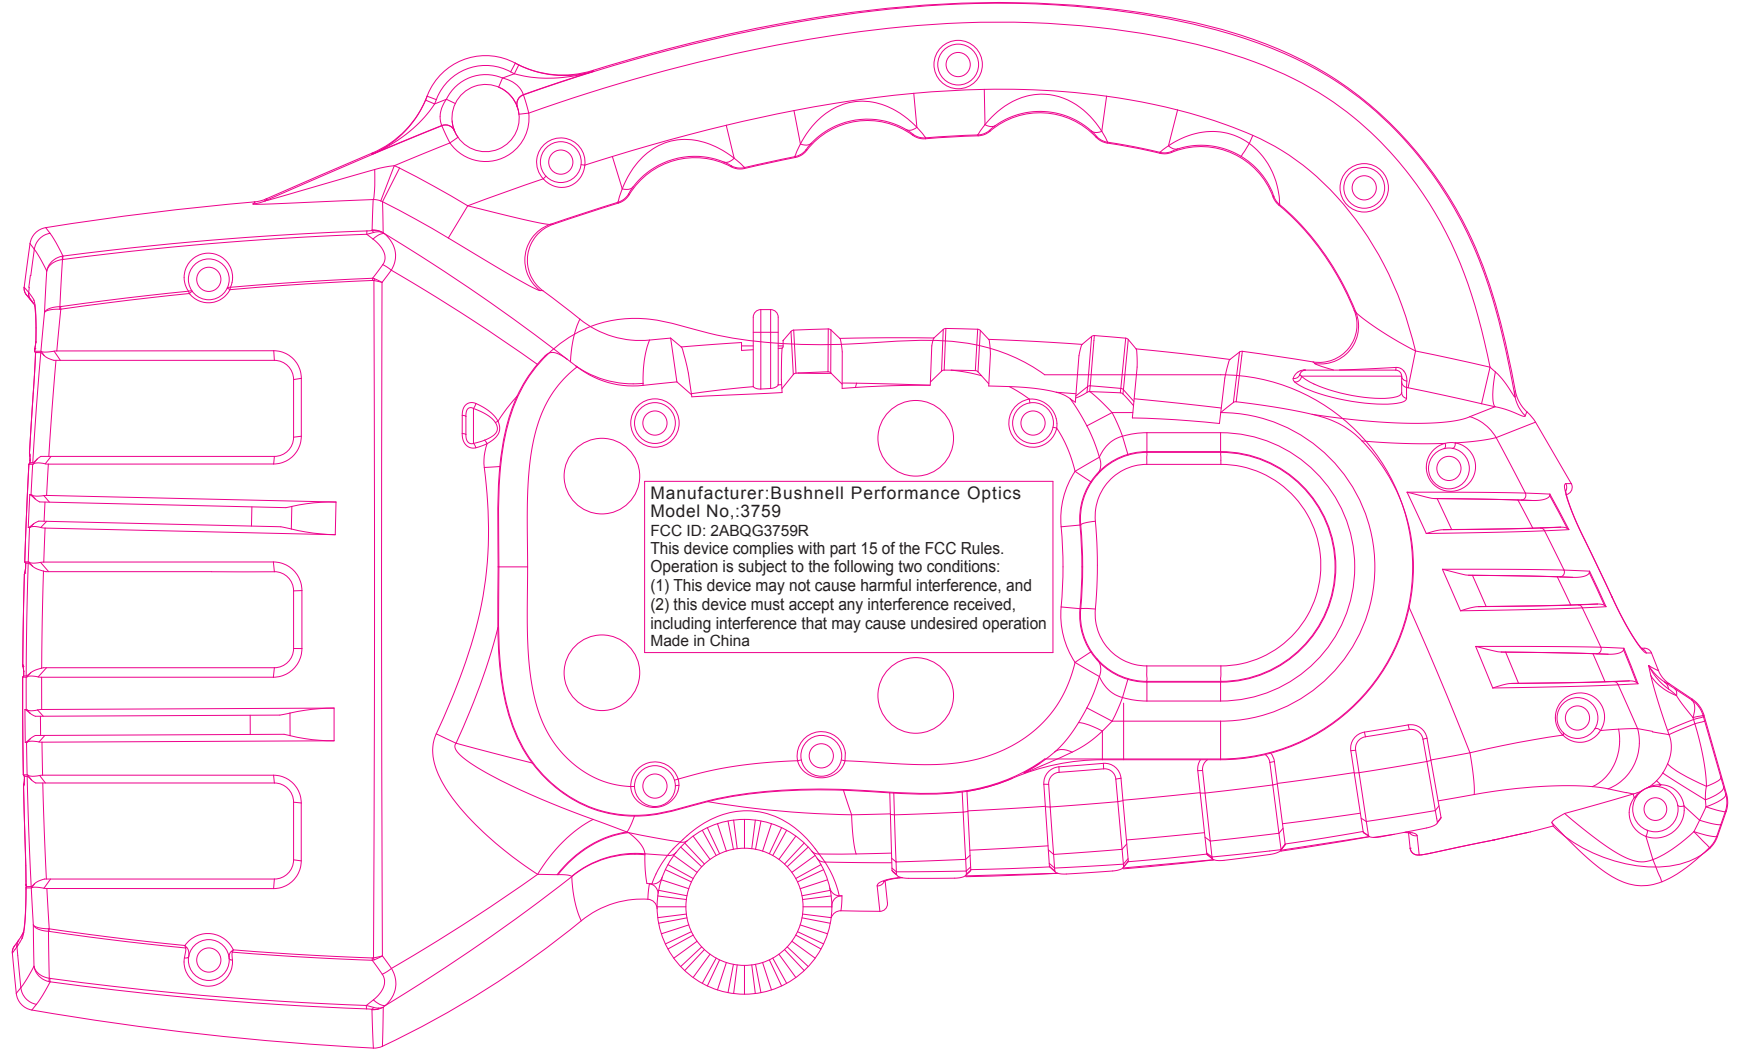 Manufacturer:Bushnell Performance Optics
Model No,:3759
FCC ID: 2ABQG3759R
This device complies with part 15 of the FCC Rules.
Operation is subject to the following two conditions:
(1) This device may not cause harmful interference, and
(2) this device must accept any interference received,
including interference that may cause undesired operation
Made in China